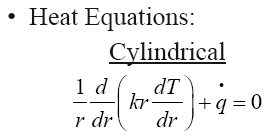 • Heat Equations:
Cylindrical
1/r d/dr (kr dT/dr) + q̇ = 0